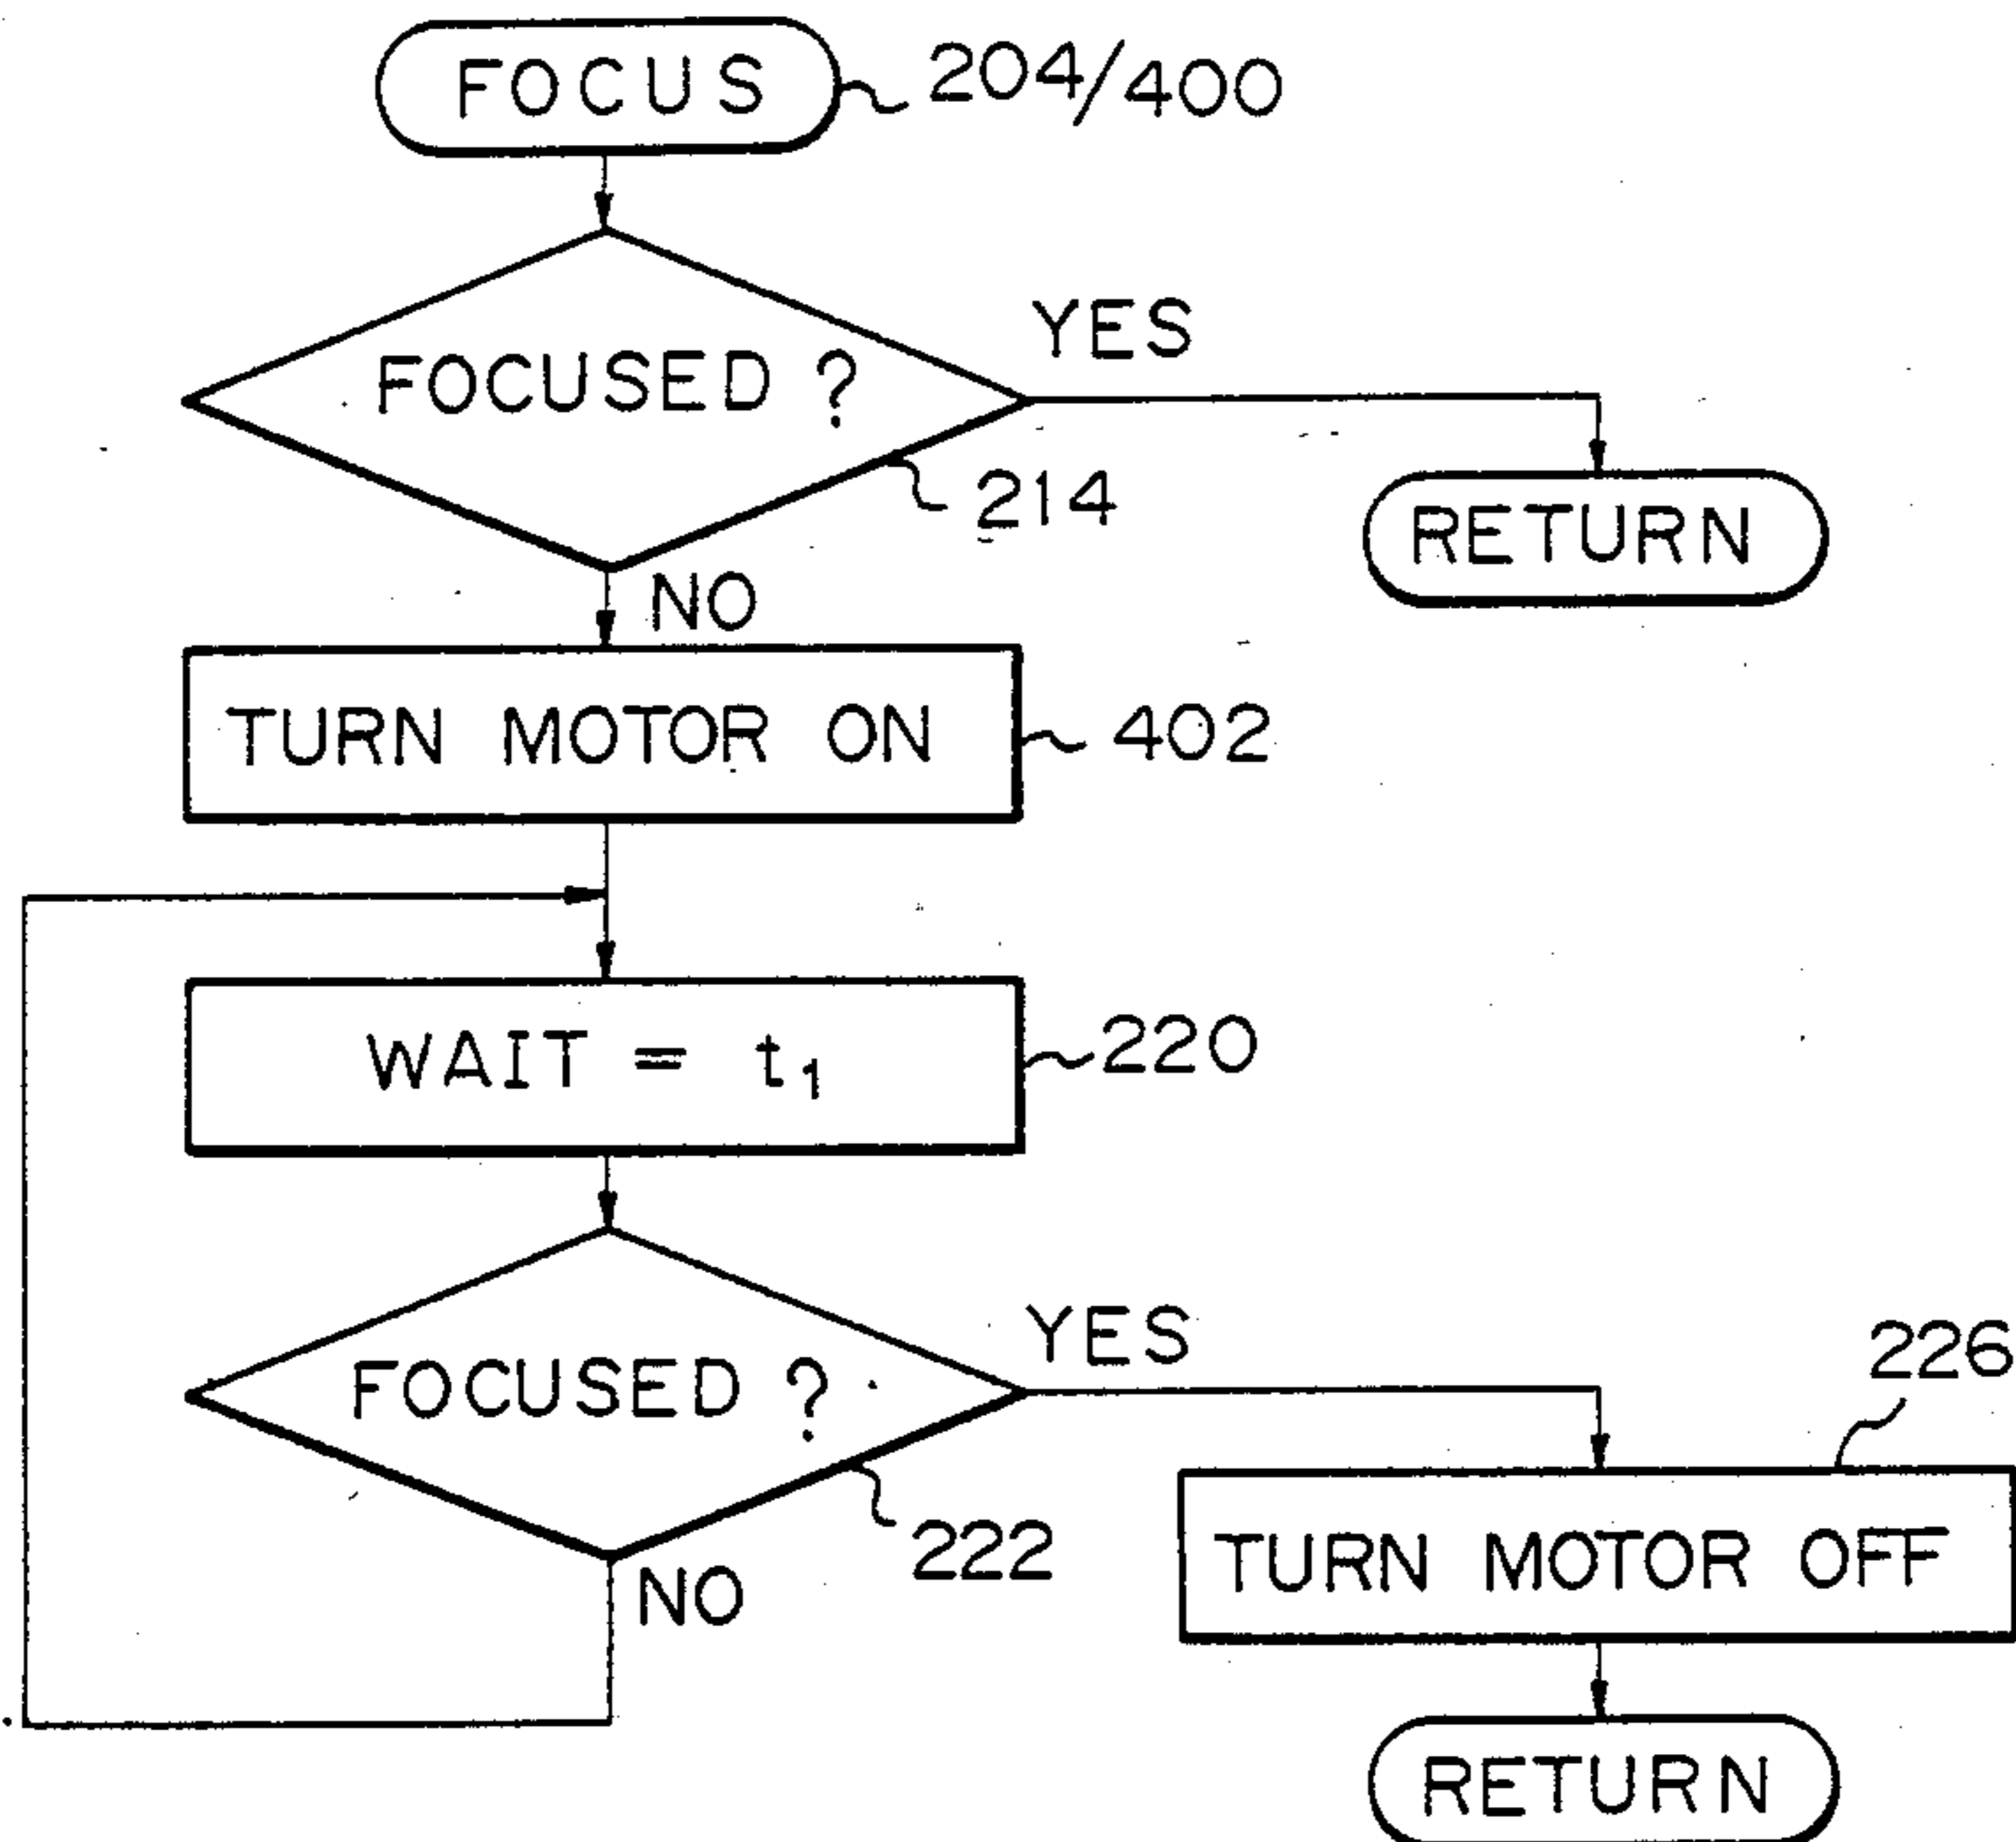 FOCUS
204/400
FOCUSED ?
YES
214
RETURN
NO
TURN MOTOR ON
402
WAIT = t₁
220
FOCUSED ?
YES
222
226
TURN MOTOR OFF
NO
RETURN